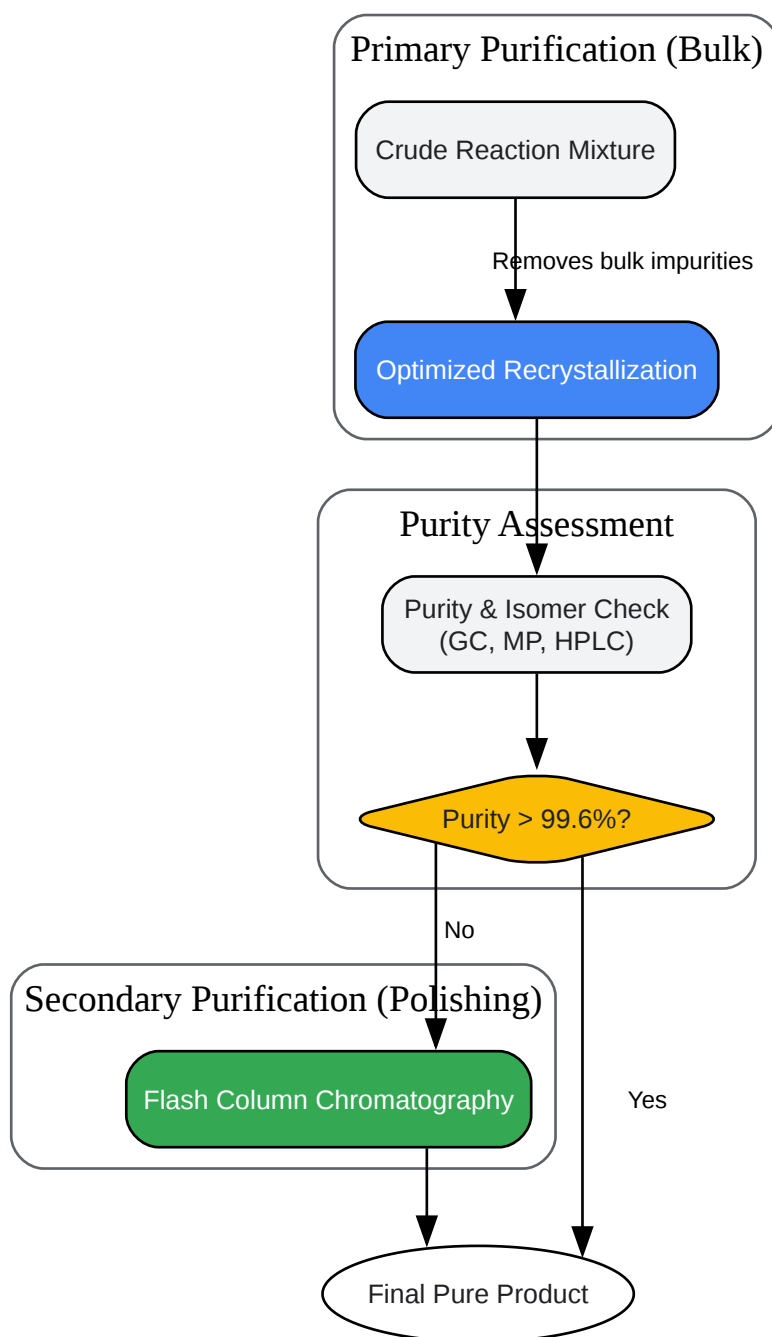 Primary Purification (Bulk)
Crude Reaction Mixture
Removes bulk impurities
Optimized Recrystallization
Purity Assessment
Purity & Isomer Check
(GC, MP, HPLC)
Purity > 99.6%?
No
Secondary Purification (Polishing)
Flash Column Chromatography
Yes
Final Pure Product